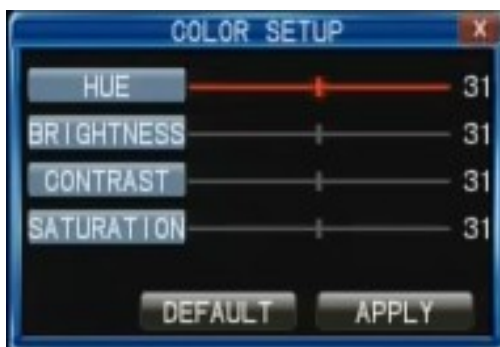 COLOR SETUP X
HUE 31
BRIGHTNESS 31
CONTRAST 31
SATURATION 31
DEFAULT APPLY